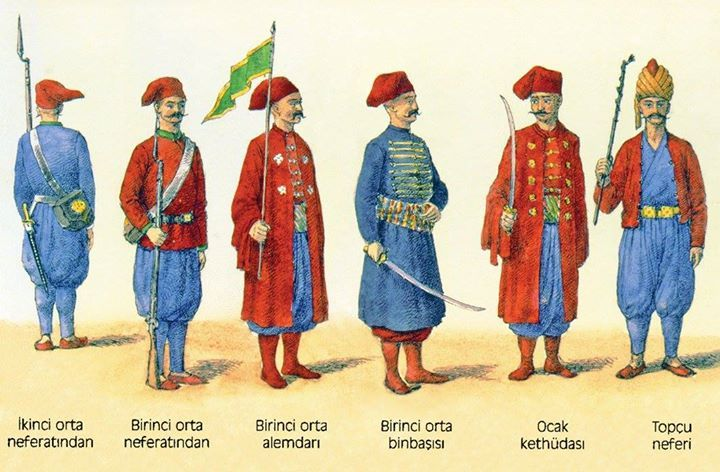 İkinci orta
neferatından
Birinci orta
neferatından
Birinci orta
alemdarı
Birinci orta
binbaşısı
Ocak
kethüdası
Topçu
neferi